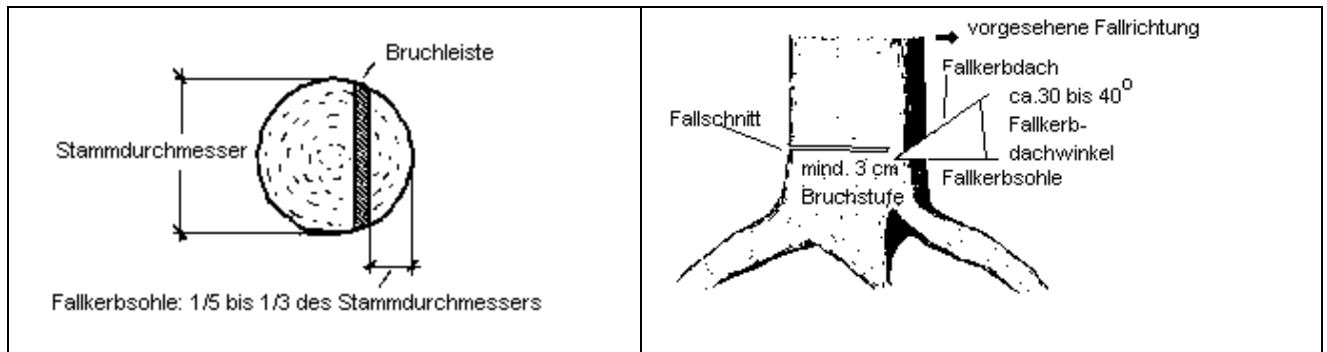 Bruchleiste
Stammdurchmesser
Fallkerbsohle: 1/5 bis 1/3 des Stammdurchmessers
vorgesehene Fallrichtung
Fallkerbdach
ca.30 bis 40°
Fallkerb-
dachwinkel
Fallkerbsohle
Fallschnitt
mind. 3 cm
Bruchstufe